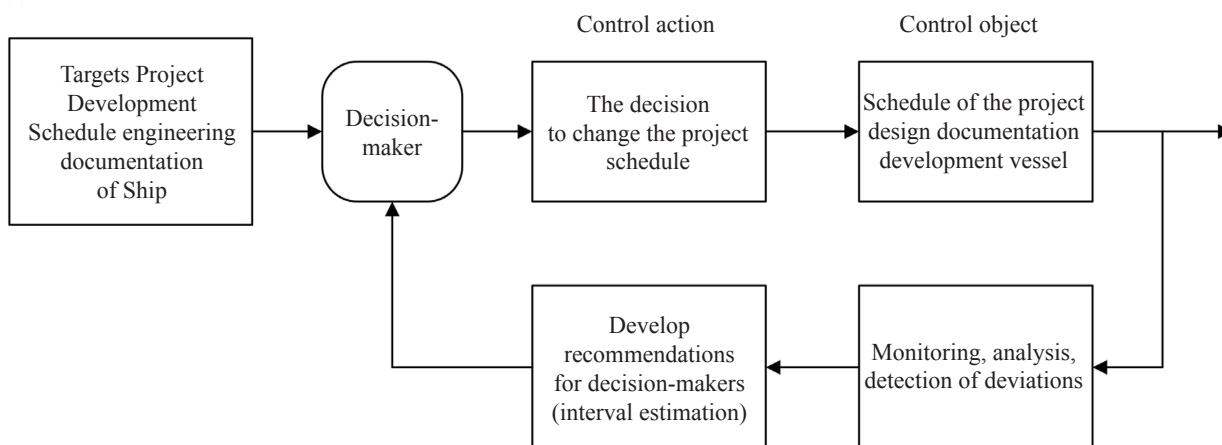 Control action
Control object
Targets Project
Development
Schedule engineering
documentation
of Ship
Decision-
maker
The decision
to change the project
schedule
Schedule of the project
design documentation
development vessel
Develop
recommendations
for decision-makers
(interval estimation)
Monitoring, analysis,
detection of deviations